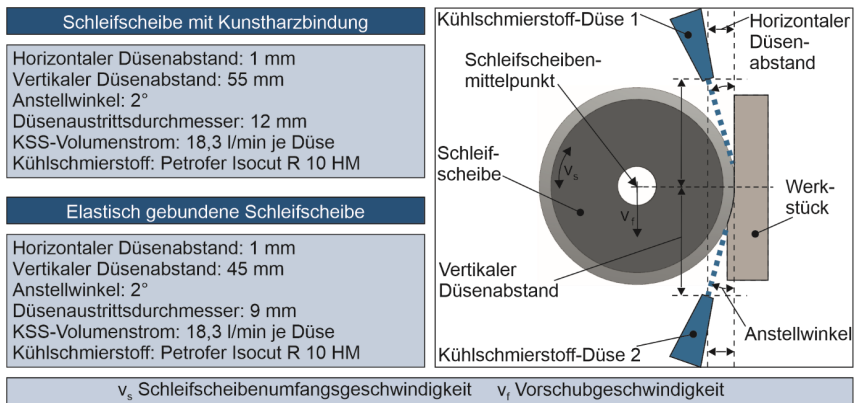 Schleifscheibe mit Kunstharzbindung
Horizontaler Düsenabstand: 1 mm
Vertikaler Düsenabstand: 55 mm
Anstellwinkel: 2°
Düsenaustrittsdurchmesser: 12 mm
KSS-Volumenstrom: 18,3 l/min je Düse
Kühlschmierstoff: Petrofer Isocut R 10 HM
Elastisch gebundene Schleifscheibe
Horizontaler Düsenabstand: 1 mm
Vertikaler Düsenabstand: 45 mm
Anstellwinkel: 2°
Düsenaustrittsdurchmesser: 9 mm
KSS-Volumenstrom: 18,3 l/min je Düse
Kühlschmierstoff: Petrofer Isocut R 10 HM
Kühlschmierstoff-Düse 1
Horizontaler
Düsen-
abstand
Schleifscheiben-
mittelpunkt
Schleif-
scheibe
vs
vf
Werk-
stück
Vertikaler
Düsenabstand
Anstellwinkel
Kühlschmierstoff-Düse 2
vs Schleifscheibenumfangsgeschwindigkeit vf Vorschubgeschwindigkeit